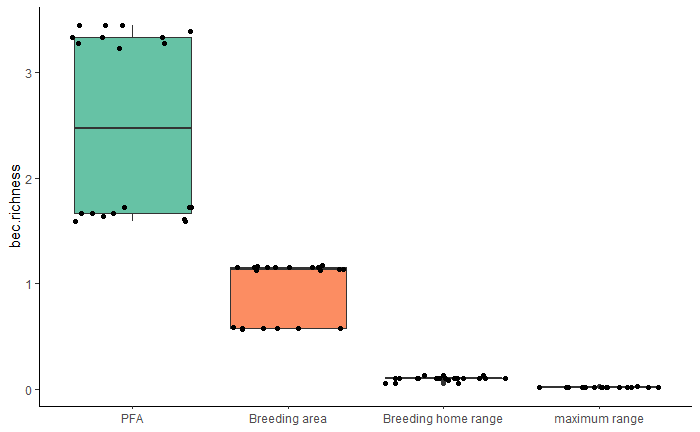 bec.richness
3
2
1
0
PFA
Breeding area
Breeding home range
maximum range